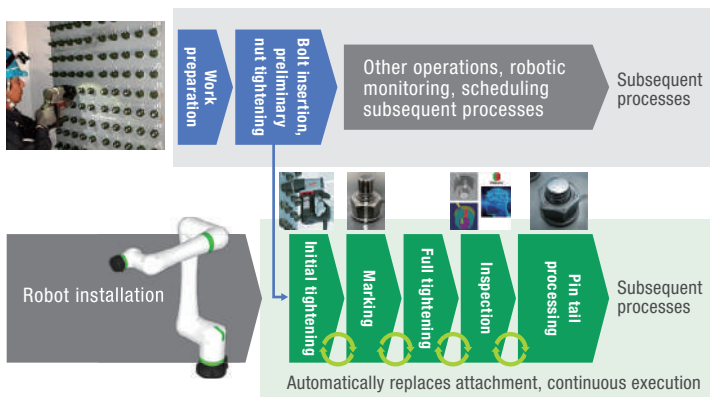 Work
preparation
Bolt insertion,
preliminary
nut tightening
Other operations, robotic
monitoring, scheduling
subsequent processes
Subsequent
processes
Robot installation
Initial tightening
Marking
Full tightening
Inspection
Pin tail
processing
Subsequent
processes
Automatically replaces attachment, continuous execution